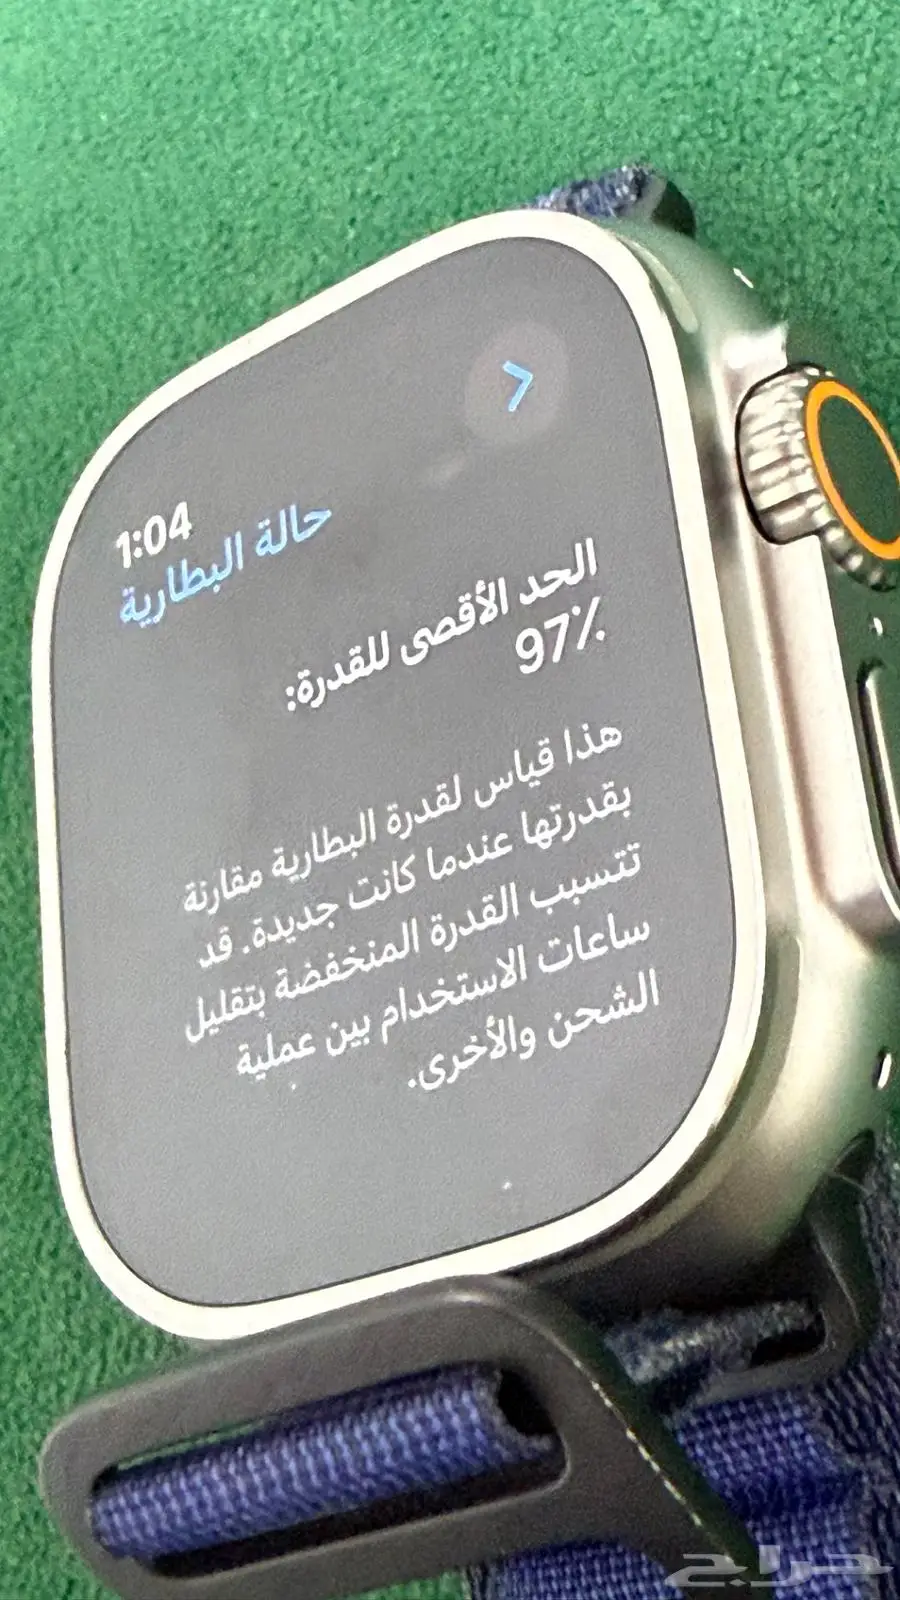 1:04
حالة البطارية
الحد الأقصى للقدرة:
97٪
هذا قياس لقدرة البطارية مقارنة
بقدرتها عندما كانت جديدة. قد
تتسبب القدرة المنخفضة بتقليل
ساعات الاستخدام بين عملية
الشحن والأخرى.
حراج